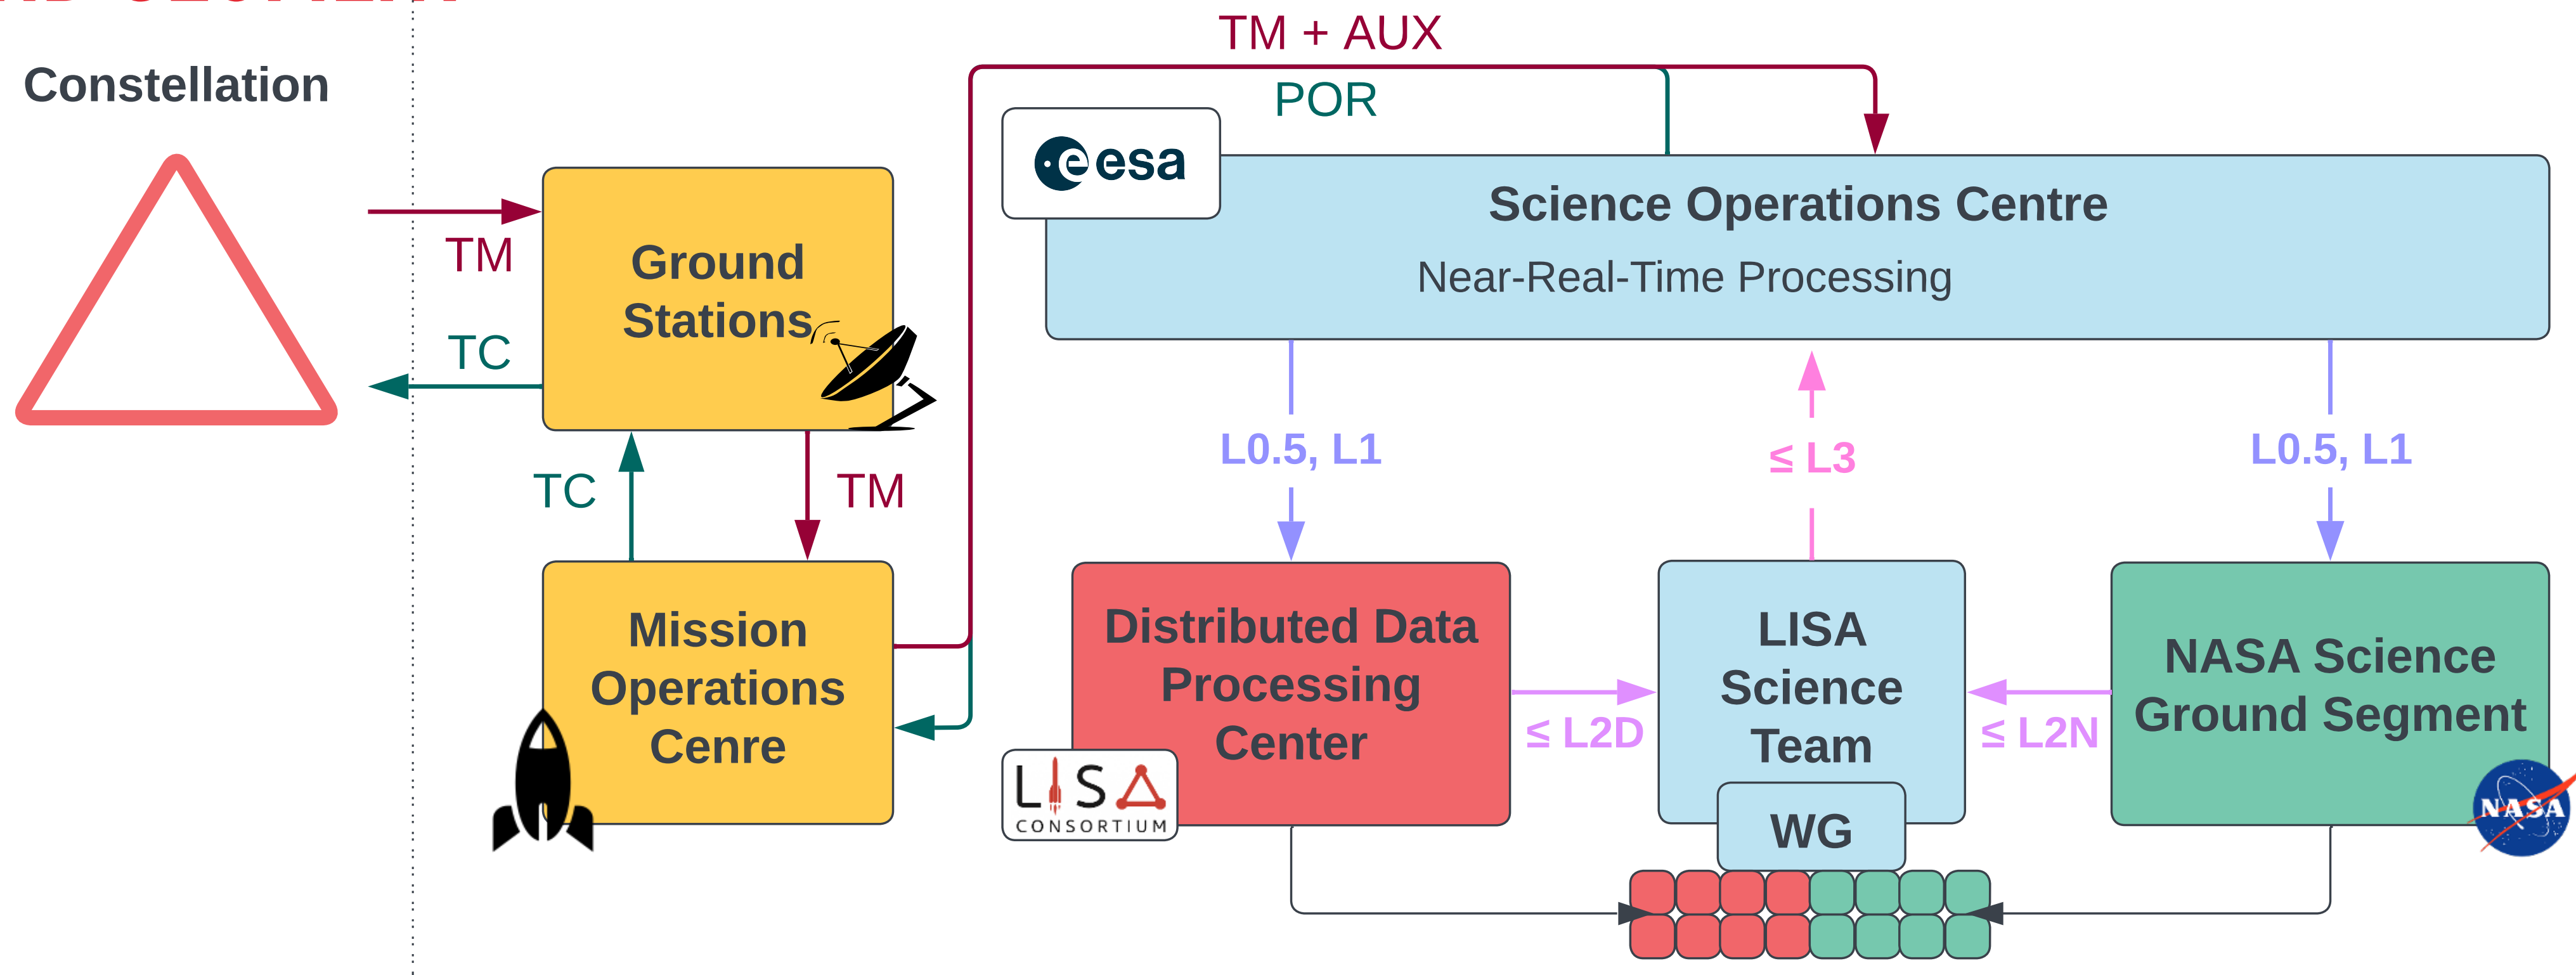 Constellation
TM + AUX
POR
esa
Science Operations Centre
Near-Real-Time Processing
TM
Ground
Stations
TC
TC
TM
L0.5, L1
≤ L3
L0.5, L1
Mission
Operations
Cenre
Distributed Data
Processing
Center
≤ L2D
LISA
Science
Team
≤ L2N
NASA Science
Ground Segment
LISA
CONSORTIUM
WG
NASA